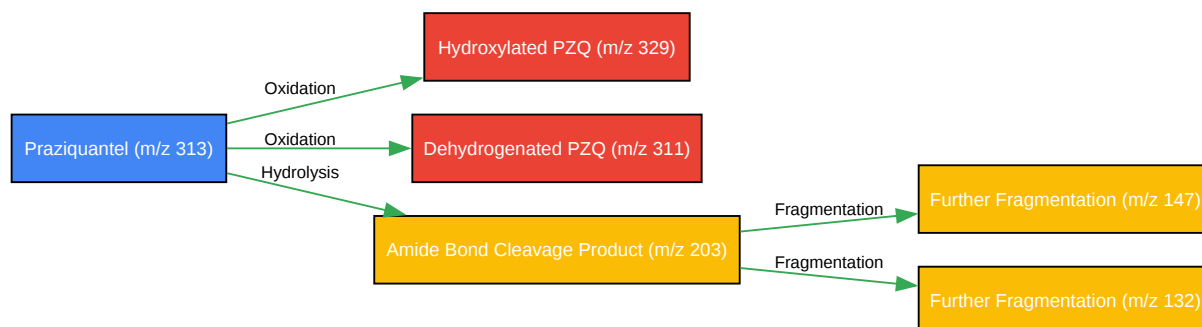 Hydroxylated PZQ (m/z 329)
Oxidation
Praziquantel (m/z 313)
Oxidation
Dehydrogenated PZQ (m/z 311)
Hydrolysis
Further Fragmentation (m/z 147)
Fragmentation
Amide Bond Cleavage Product (m/z 203)
Fragmentation
Further Fragmentation (m/z 132)